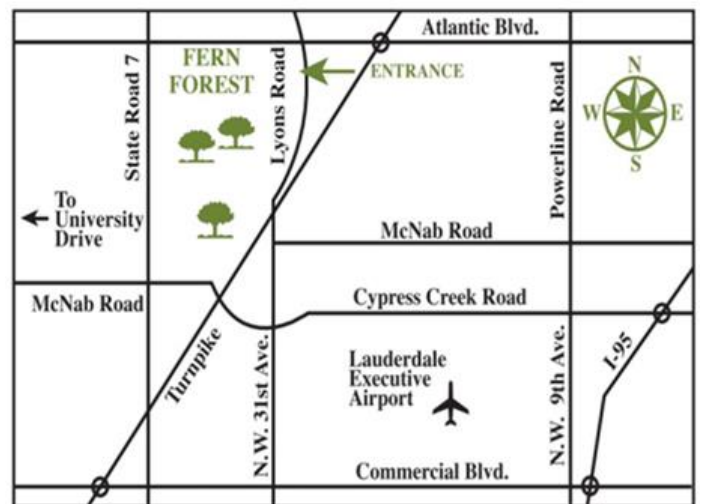 Atlantic Blvd.
State Road 7
FERN
FOREST
Lyons Road
ENTRANCE
Powerline Road
N
W
E
S
To
University
Drive
McNab Road
McNab Road
Cypress Creek Road
Turnpike
N.W. 31st Ave.
Lauderdale
Executive
Airport
N.W. 9th Ave.
I-95
Commercial Blvd.